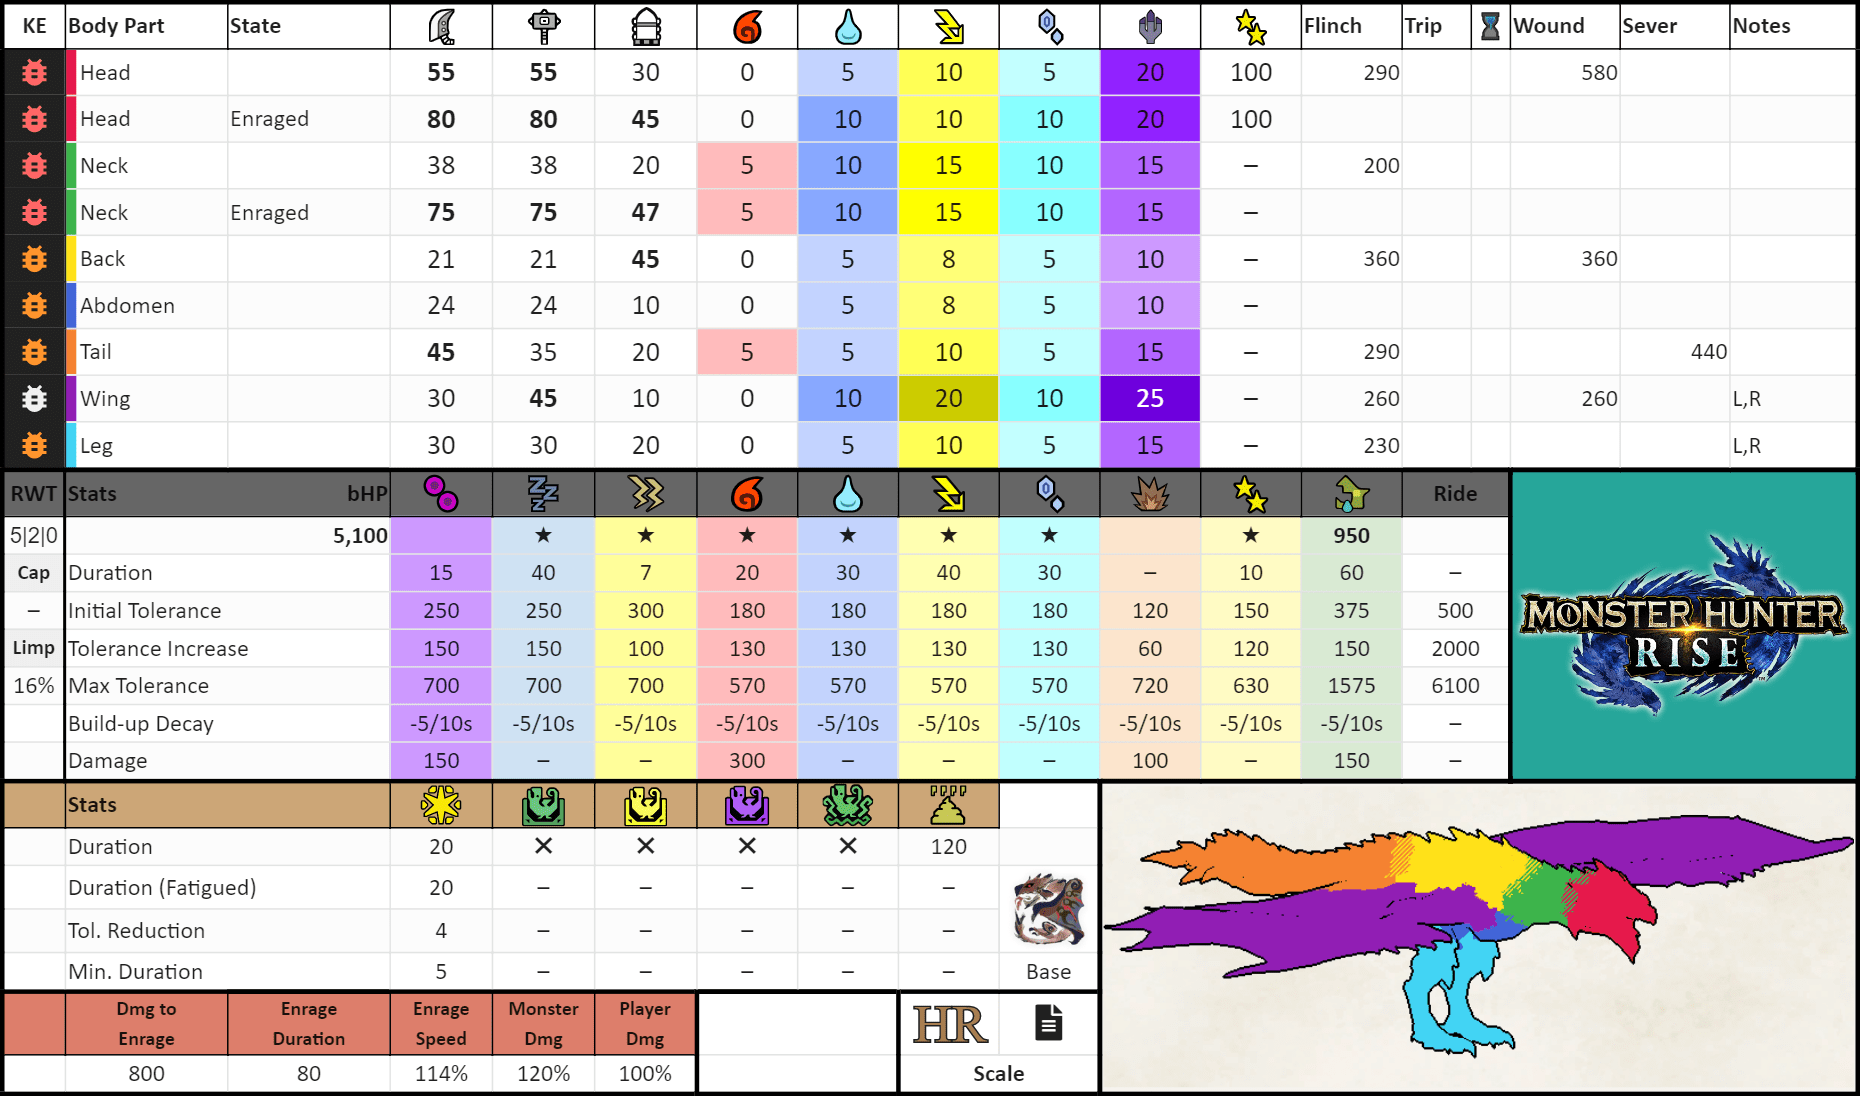 KE Body Part State Flinch Trip Wound Sever Notes
Head 55 55 30 0 5 10 5 20 100 290 580
Head Enraged 80 80 45 0 10 10 10 20 100
Neck 38 38 20 5 10 15 10 15 – 200
Neck Enraged 75 75 47 5 10 15 10 15 –
Back 21 21 45 0 5 8 5 10 – 360 360
Abdomen 24 24 10 0 5 8 5 10 –
Tail 45 35 20 5 5 10 5 15 – 290 440
Wing 30 45 10 0 10 20 10 25 – 260 260 L,R
Leg 30 30 20 0 5 10 5 15 – 230 L,R
RWT Stats bHP Ride
5|2|0 5,100 ★ ★ ★ ★ ★ ★ ★ 950
Cap Duration 15 40 7 20 30 40 30 – 10 60 –
– Initial Tolerance 250 250 300 180 180 180 180 120 150 375 500
Limp Tolerance Increase 150 150 100 130 130 130 130 60 120 150 2000
16% Max Tolerance 700 700 700 570 570 570 570 720 630 1575 6100
Build-up Decay -5/10s -5/10s -5/10s -5/10s -5/10s -5/10s -5/10s -5/10s -5/10s -5/10s –
Damage 150 – – 300 – – – 100 – 150 –
MONSTER HUNTER
RISE
Stats
Duration 20 ✕ ✕ ✕ ✕ 120
Duration (Fatigued) 20 – – – – –
Tol. Reduction 4 – – – – –
Min. Duration 5 – – – – – Base
Dmg to Enrage Enrage Monster Player
Enrage Duration Speed Dmg Dmg
HR
800 80 114% 120% 100% Scale